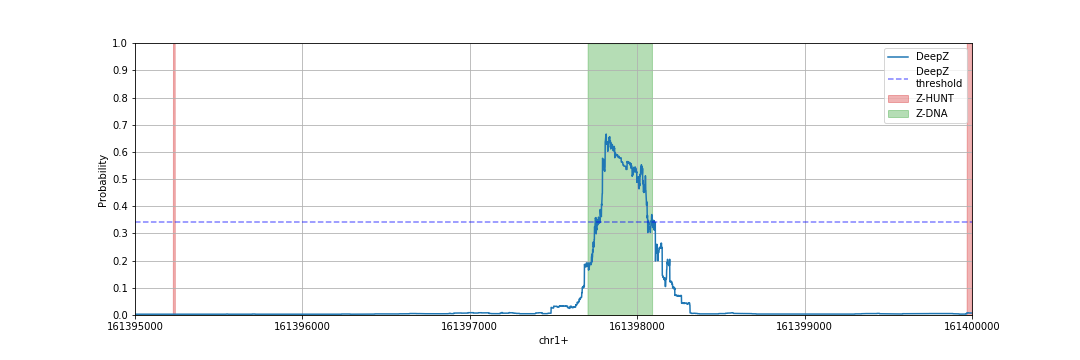 1.0
0.9
0.8
0.7
0.6
0.5
0.4
0.3
0.2
0.1
0.0
Probability
DeepZ
DeepZ
threshold
Z-HUNT
Z-DNA
161395000 161396000 161397000 161398000 161399000 161400000
chr1+